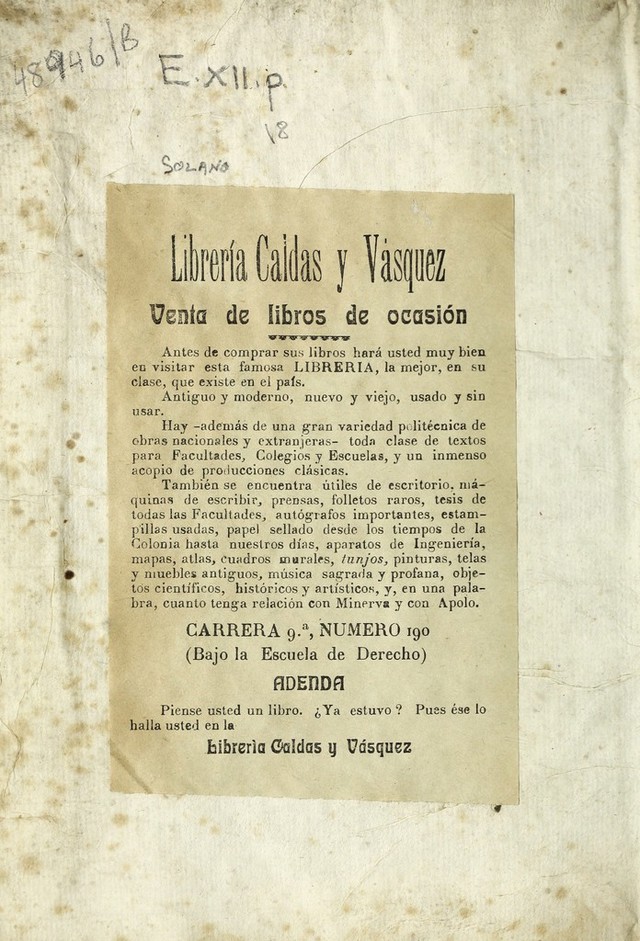 48946/B
E.XII.p.
18
SOLANO
Librería Caldas y Vásquez
Venta de libros de ocasión
Antes de comprar sus libros hará usted muy bien
en visitar esta famosa LIBRERIA, la mejor, en su
clase, que existe en el país.
Antiguo y moderno, nuevo y viejo, usado y sin
usar.
Hay -además de una gran variedad politécnica de
obras nacionales y extranjeras- toda clase de textos
para Facultades, Colegios y Escuelas, y un inmenso
acopio de producciones clásicas.
También se encuentra útiles de escritorio, má-
quinas de escribir, prensas, folletos raros, tesis de
todas las Facultades, autógrafos importantes, estam-
pillas usadas, papel sellado desde los tiempos de la
Colonia hasta nuestros días, aparatos de Ingeniería,
mapas, atlas, cuadros murales, tunjos, pinturas, telas
y muebles antiguos, música sagrada y profana, obje-
tos científicos, históricos y artísticos, y, en una pala-
bra, cuanto tenga relación con Minerva y con Apolo.
CARRERA 9.ª, NUMERO 190
(Bajo la Escuela de Derecho)
ADENDA
Piense usted un libro. ¿Ya estuvo? Pues ése lo
halla usted en la
Librería Caldas y Vásquez